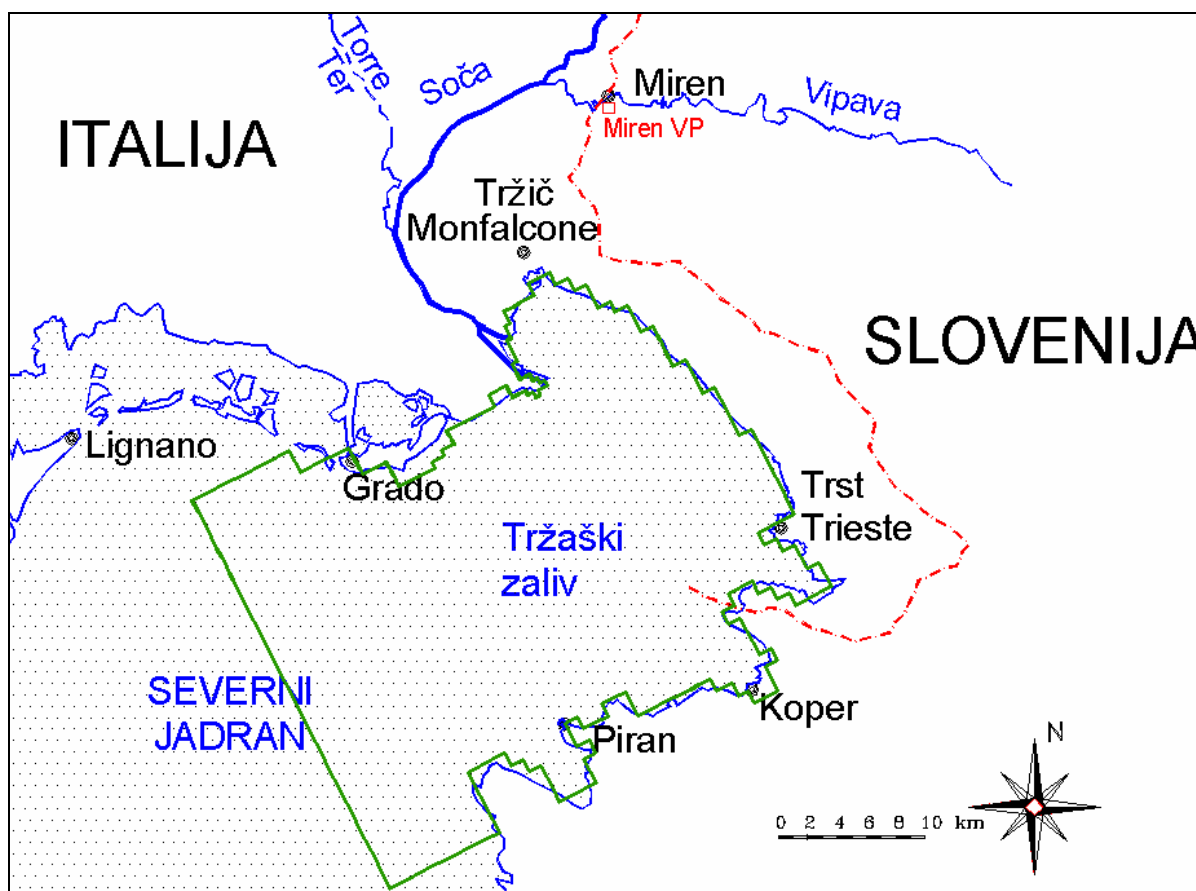 Torre
Ter
Soča
Miren
Vipava
Miren VP
ITALIJA
Tržič
Monfalcone
SLOVENIJA
Lignano
Grado
Trst
Trieste
Tržaški
zaliv
SEVERNI
JADRAN
Koper
Piran
N
0 2 4 6 8 10 km